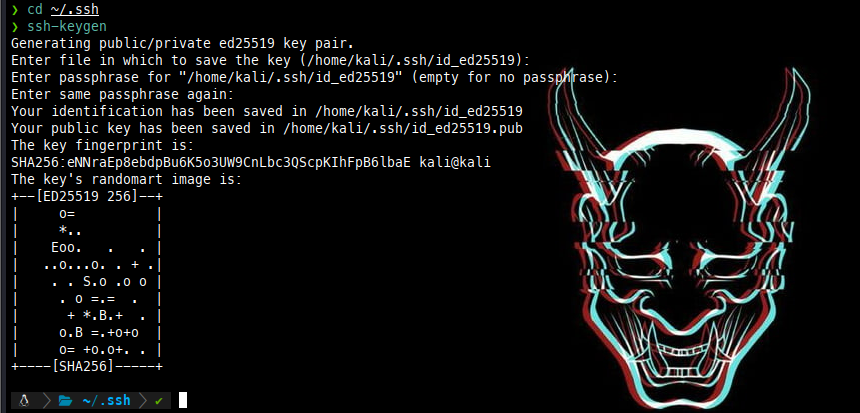 ❯ cd ~/.ssh
❯ ssh-keygen
Generating public/private ed25519 key pair.
Enter file in which to save the key (/home/kali/.ssh/id_ed25519):
Enter passphrase for "/home/kali/.ssh/id_ed25519" (empty for no passphrase):
Enter same passphrase again:
Your identification has been saved in /home/kali/.ssh/id_ed25519
Your public key has been saved in /home/kali/.ssh/id_ed25519.pub
The key fingerprint is:
SHA256:eNNraEp8ebdpBu6K5o3UW9CnLbc3QScpKIhFpB6lbaE kali@kali
The key's randomart image is:
+--[ED25519 256]--+
|     o=          |
|     *..         |
|    Eoo.   .   . |
|   ..o...o. . + .|
|    . . S.o .o o |
|     . o =.=  .  |
|      + *.B.+  . |
|     o.B =.+o+o  |
|     o= +o.o+. . |
+----[SHA256]-----+
~/.ssh ✔